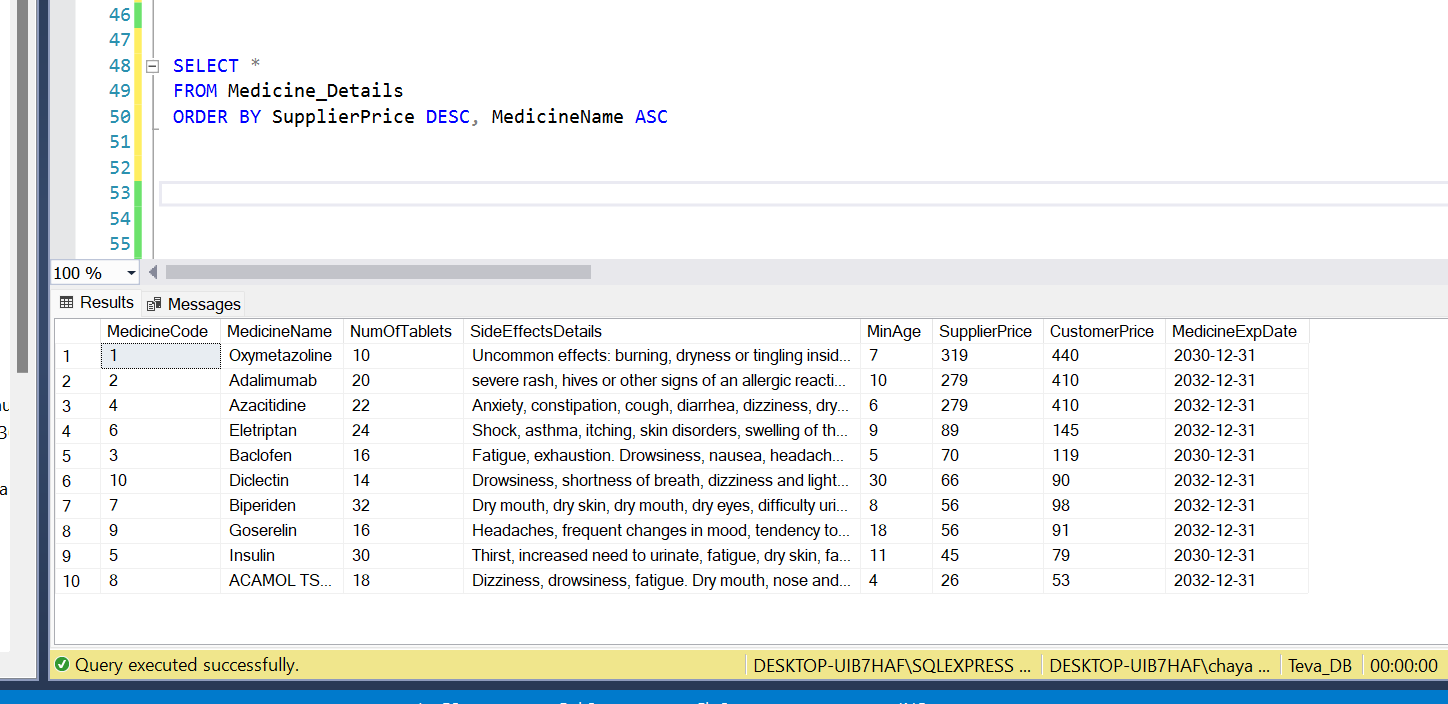 46
47
48 SELECT *
49 FROM Medicine_Details
50 ORDER BY SupplierPrice DESC, MedicineName ASC
51
52
53
54
55
100 %
Results Messages
MedicineCode MedicineName NumOfTablets SideEffectsDetails MinAge SupplierPrice CustomerPrice MedicineExpDate
1 1 Oxymetazoline 10 Uncommon effects: burning, dryness or tingling insid... 7 319 440 2030-12-31
2 2 Adalimumab 20 severe rash, hives or other signs of an allergic reacti... 10 279 410 2032-12-31
3 4 Azacitidine 22 Anxiety, constipation, cough, diarrhea, dizziness, dry... 6 279 410 2032-12-31
4 6 Eletriptan 24 Shock, asthma, itching, skin disorders, swelling of th... 9 89 145 2032-12-31
5 3 Baclofen 16 Fatigue, exhaustion. Drowsiness, nausea, headach... 5 70 119 2030-12-31
6 10 Diclectin 14 Drowsiness, shortness of breath, dizziness and light... 30 66 90 2032-12-31
7 7 Biperiden 32 Dry mouth, dry skin, dry mouth, dry eyes, difficulty uri... 8 56 98 2032-12-31
8 9 Goserelin 16 Headaches, frequent changes in mood, tendency to... 18 56 91 2032-12-31
9 5 Insulin 30 Thirst, increased need to urinate, fatigue, dry skin, fa... 11 45 79 2030-12-31
10 8 ACAMOL TS... 18 Dizziness, drowsiness, fatigue. Dry mouth, nose and... 4 26 53 2032-12-31
Query executed successfully. DESKTOP-UIB7HAF\SQLEXPRESS ... DESKTOP-UIB7HAF\chaya ... Teva_DB 00:00:00